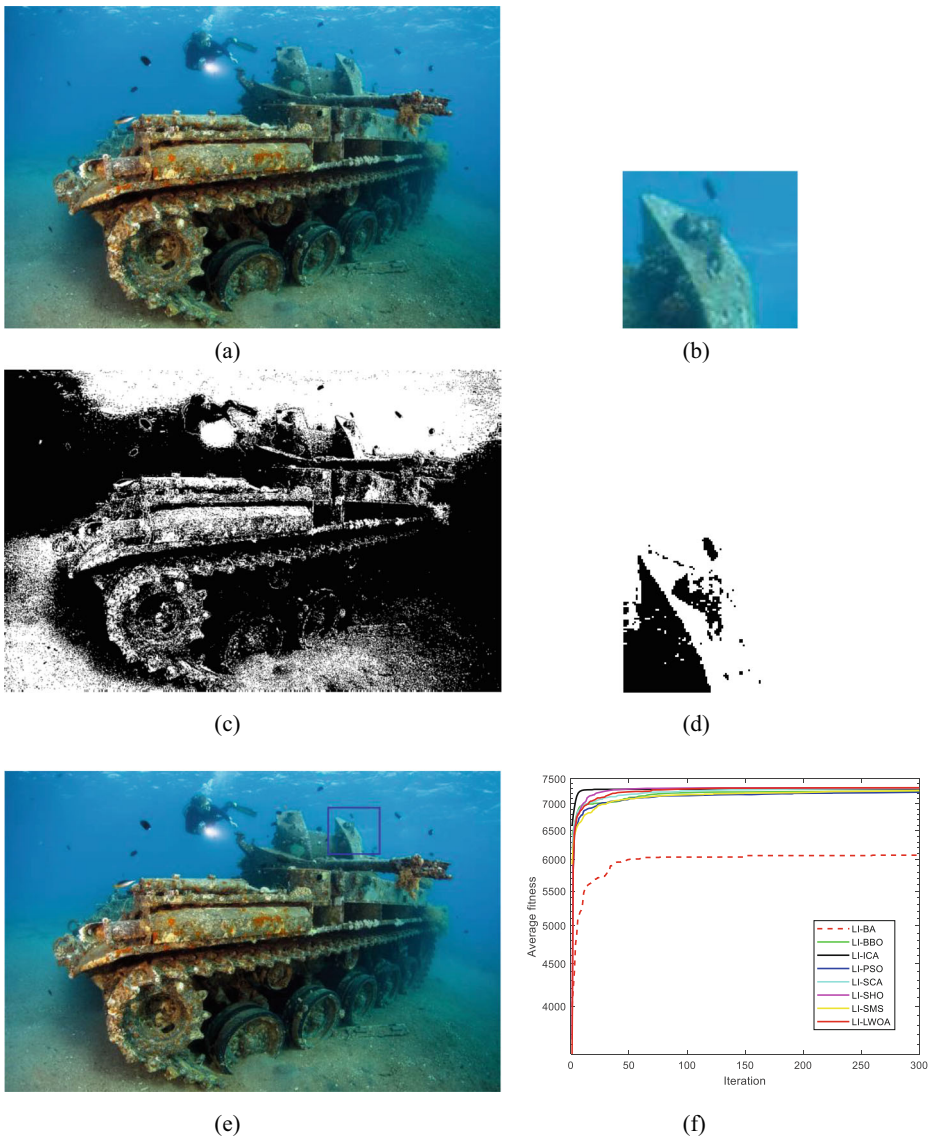 (a)
(b)
(c)
(d)
(e)
(f)
7500
7000
6500
6000
5500
5000
4500
4000
Average fitness
0
50
100
150
200
250
300
Iteration
LI-BA
LI-BBO
LI-ICA
LI-PSO
LI-SCA
LI-SHO
LI-SMS
LI-LWOA